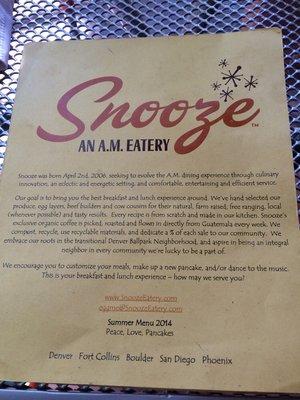 Snooze
TM
AN A.M. EATERY
Snooze was born April 2nd, 2006, seeking to evolve the A.M. dining experience through culinary
innovation, an eclectic and energetic setting, and comfortable, entertaining and efficient service.
Our goal is to bring you the best breakfast and lunch experience around. We've hand selected our
produce, egg layers, beef builders and cow cousins for their natural, farm raised, free ranging, local
(whenever possible) and tasty results. Every recipe is from scratch and made in our kitchen. Snooze's
exclusive organic coffee is picked, roasted and flown in directly from Guatemala every week. We
compost, recycle, use recyclable materials, and dedicate a % of each sale to our community. We
embrace our roots in the transitional Denver Ballpark Neighborhood, and aspire in being an integral
neighbor in every community we're lucky to be a part of.
We encourage you to customize your meals, make up a new pancake, and/or dance to the music.
This is your breakfast and lunch experience - how may we serve you?
www.SnoozeEatery.com
eggmo@SnoozeEatery.com
Summer Menu 2014
Peace, Love, Pancakes
Denver Fort Collins Boulder San Diego Phoenix